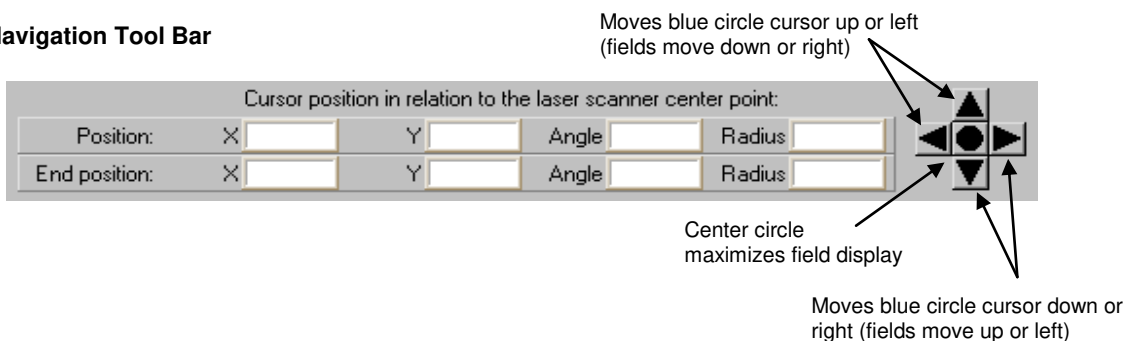 Moves blue circle cursor up or left
(fields move down or right)
Navigation Tool Bar
Cursor position in relation to the laser scanner center point:
Position: X Y Angle Radius
End position: X Y Angle Radius
Center circle
maximizes field display
Moves blue circle cursor down or
right (fields move up or left)